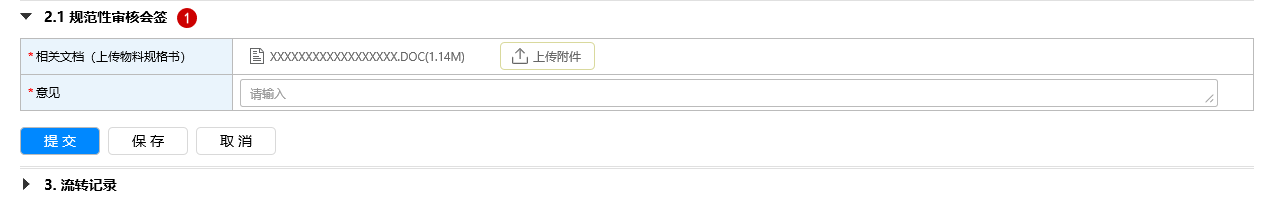 2.1 规范性审核会签 1
*相关文档（上传物料规格书） XXXXXXXXXXXXXXXXXX.DOC(1.14M) 上传附件
*意见 请输入
提 交 保 存 取 消
3. 流转记录